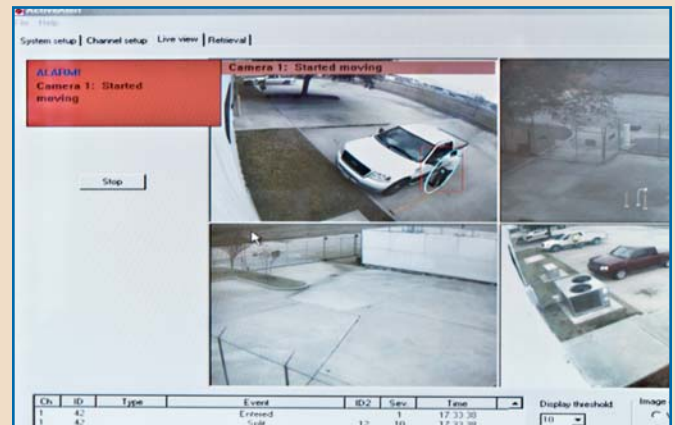 File Help
System setup Channel setup Live view Retrieval
ALARM!
Camera 1: Started
moving
Camera 1: Started moving
Stop
Ch ID Type Event ID2 Sev. Time
1 42 Entered 1 17:33:38
1 42 Split 12 10 17:33:38
Display threshold
10
Image